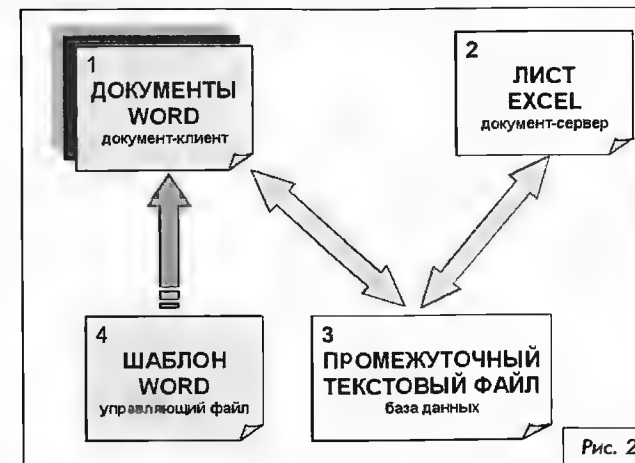 1
ДОКУМЕНТЫ
WORD
документ-клиент
2
ЛИСТ
EXCEL
документ-сервер
4
ШАБЛОН
WORD
управляющий файл
3
ПРОМЕЖУТОЧНЫЙ
ТЕКСТОВЫЙ ФАЙЛ
база данных
Рис. 2